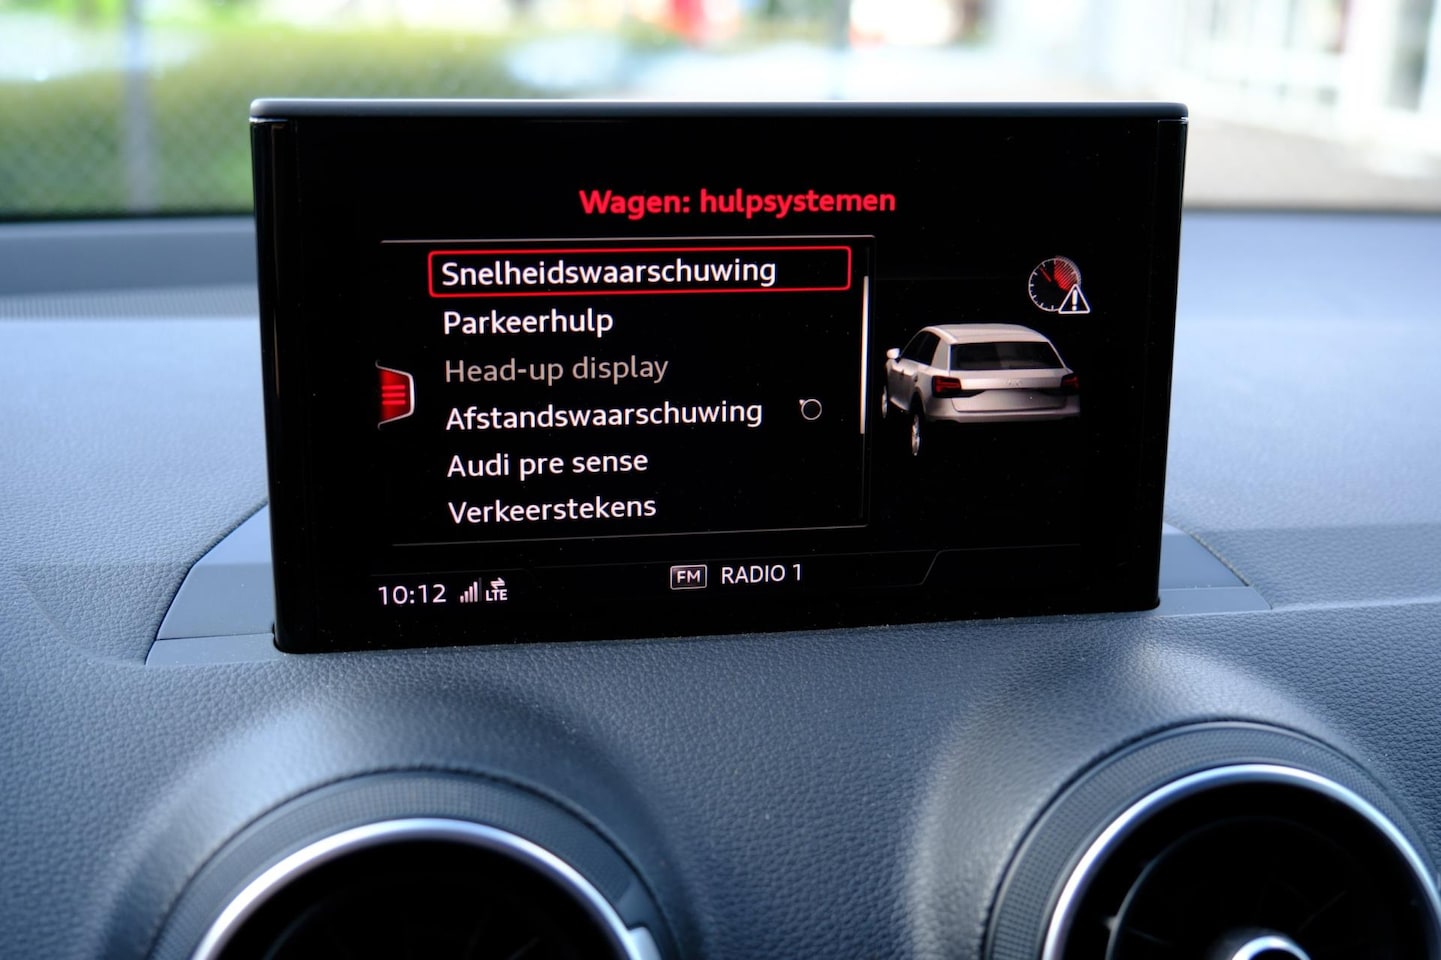 Wagen: hulpsystemen
Snelheidswaarschuwing
Parkeerhulp
Head-up display
Afstandswaarschuwing
Audi pre sense
Verkeerstekens
10:12 LTE
FM RADIO 1